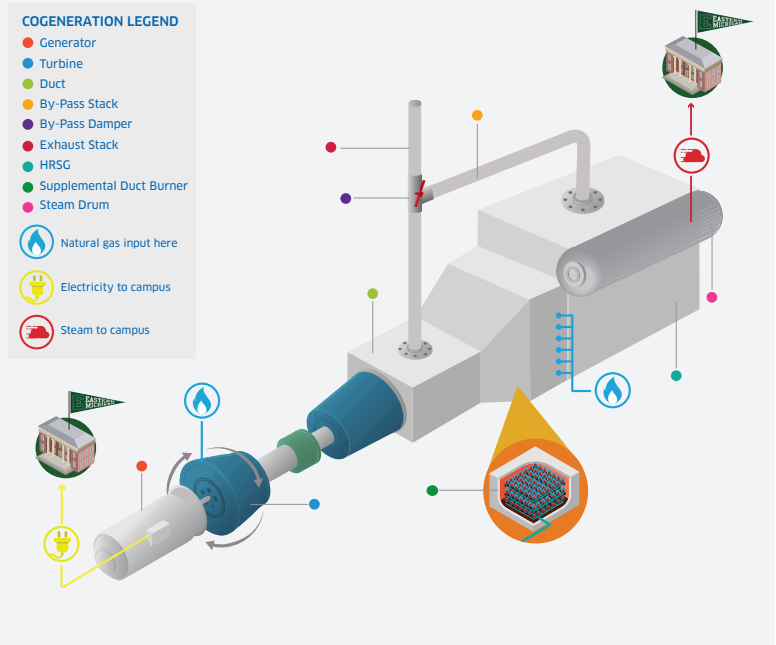 COGENERATION LEGEND
Generator
Turbine
Duct
By-Pass Stack
By-Pass Damper
Exhaust Stack
HRSG
Supplemental Duct Burner
Steam Drum
Natural gas input here
Electricity to campus
Steam to campus
E EASTERN
MICHIGAN
E EASTERN
MICHIGAN